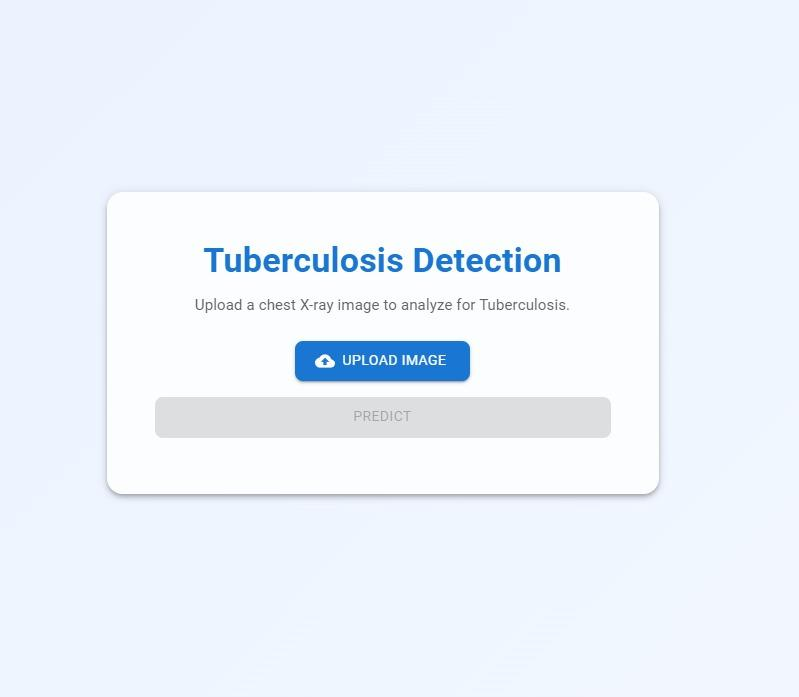 Tuberculosis Detection
Upload a chest X-ray image to analyze for Tuberculosis.
UPLOAD IMAGE
PREDICT